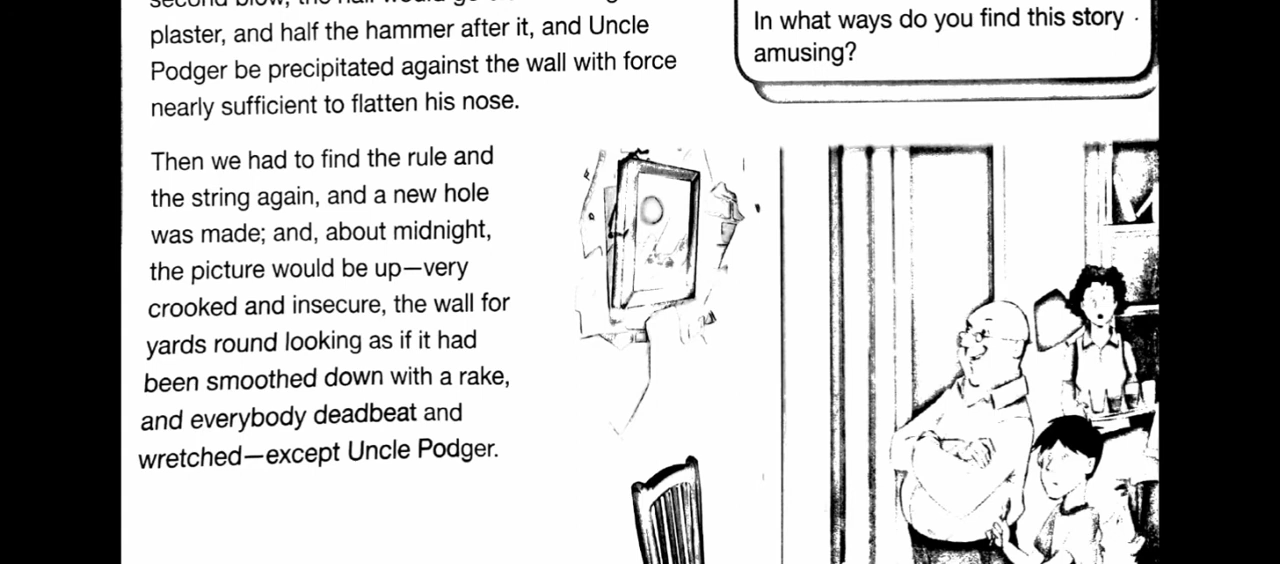 plaster, and half the hammer after it, and Uncle
Podger be precipitated against the wall with force
nearly sufficient to flatten his nose.
Then we had to find the rule and
the string again, and a new hole
was made; and, about midnight,
the picture would be up—very
crooked and insecure, the wall for
yards round looking as if it had
been smoothed down with a rake,
and everybody deadbeat and
wretched—except Uncle Podger.
In what ways do you find this story
amusing?